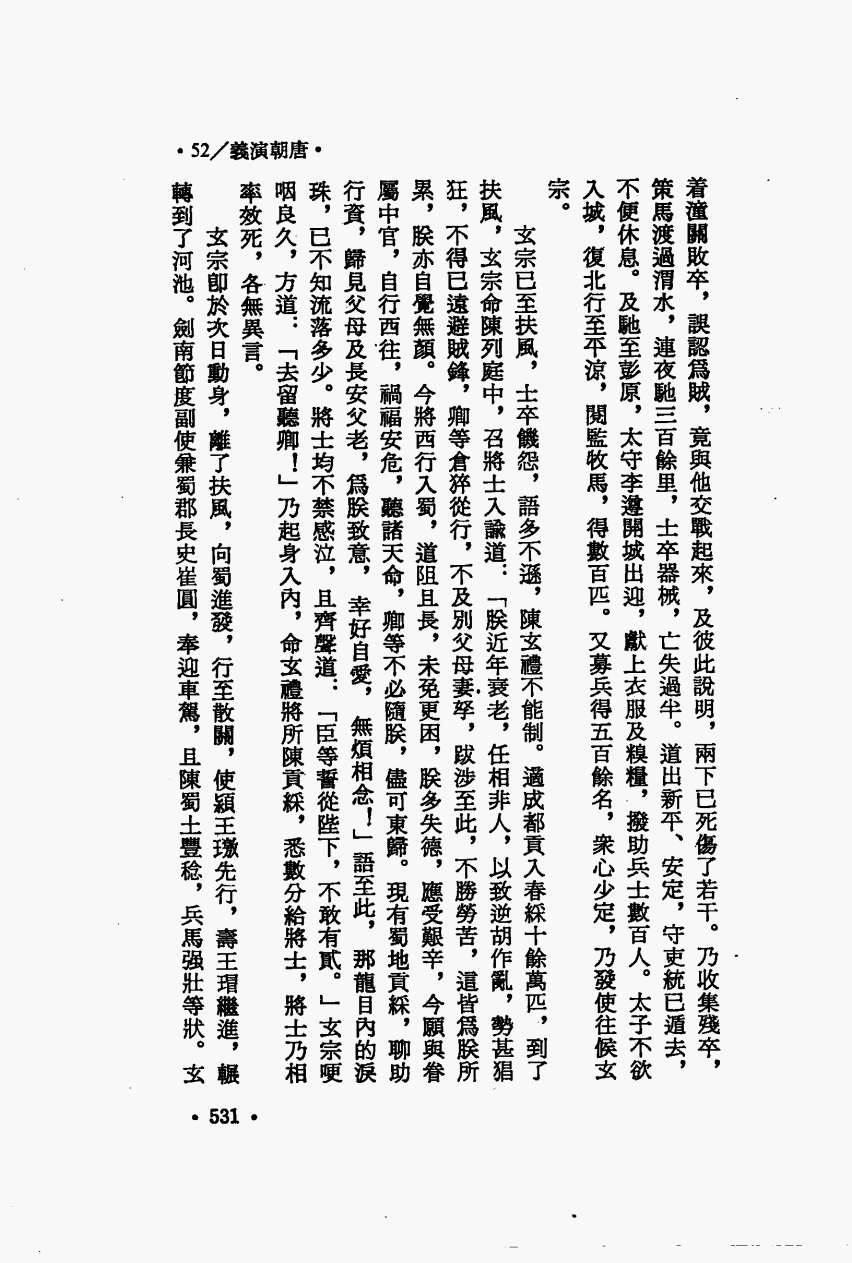 ·52／義演朝唐·
着潼關敗卒，誤認爲賊，竟與他交戰起來，及彼此說明，兩下已死傷了若干。乃收集殘卒，
策馬渡過渭水，連夜馳三百餘里，士卒器械，亡失過半。道出新平、安定，守吏統已遁去，
不便休息。及馳至彭原，太守李遵開城出迎，獻上衣服及糗糧，撥助兵士數百人。太子不欲
入城，復北行至平涼，閱監牧馬，得數百匹。又募兵得五百餘名，衆心少定，乃發使往候玄
宗。
玄宗已至扶風，士卒饑怨，語多不遜，陳玄禮不能制。適成都貢入春綵十餘萬匹，到了
扶風，玄宗命陳列庭中，召將士入諭道：「朕近年衰老，任相非人，以致逆胡作亂，勢甚猖
狂，不得已遠避賊鋒，卿等倉猝從行，不及別父母妻孥，跋涉至此，不勝勞苦，這皆爲朕所
累，朕亦自覺無顏。今將西行入蜀，道阻且長，未免更困，朕多失德，應受艱辛，今願與眷
屬中官，自行西往，禍福安危，聽諸天命，卿等不必隨朕，儘可東歸。現有蜀地貢綵，聊助
行資，歸見父母及長安父老，爲朕致意，幸好自愛，無煩相念！」語至此，那龍目內的淚
珠，已不知流落多少。將士均不禁感泣，且齊聲道：「臣等誓從陛下，不敢有貳。」玄宗哽
咽良久，方道：「去留聽卿！」乃起身入內，命玄禮將所陳貢綵，悉數分給將士，將士乃相
率效死，各無異言。
玄宗卽於次日動身，離了扶風，向蜀進發，行至散關，使潁王璬先行，壽王瑁繼進，輾
轉到了河池。劍南節度副使兼蜀郡長史崔圓，奉迎車駕，且陳蜀土豐稔，兵馬强壯等狀。玄
·531·